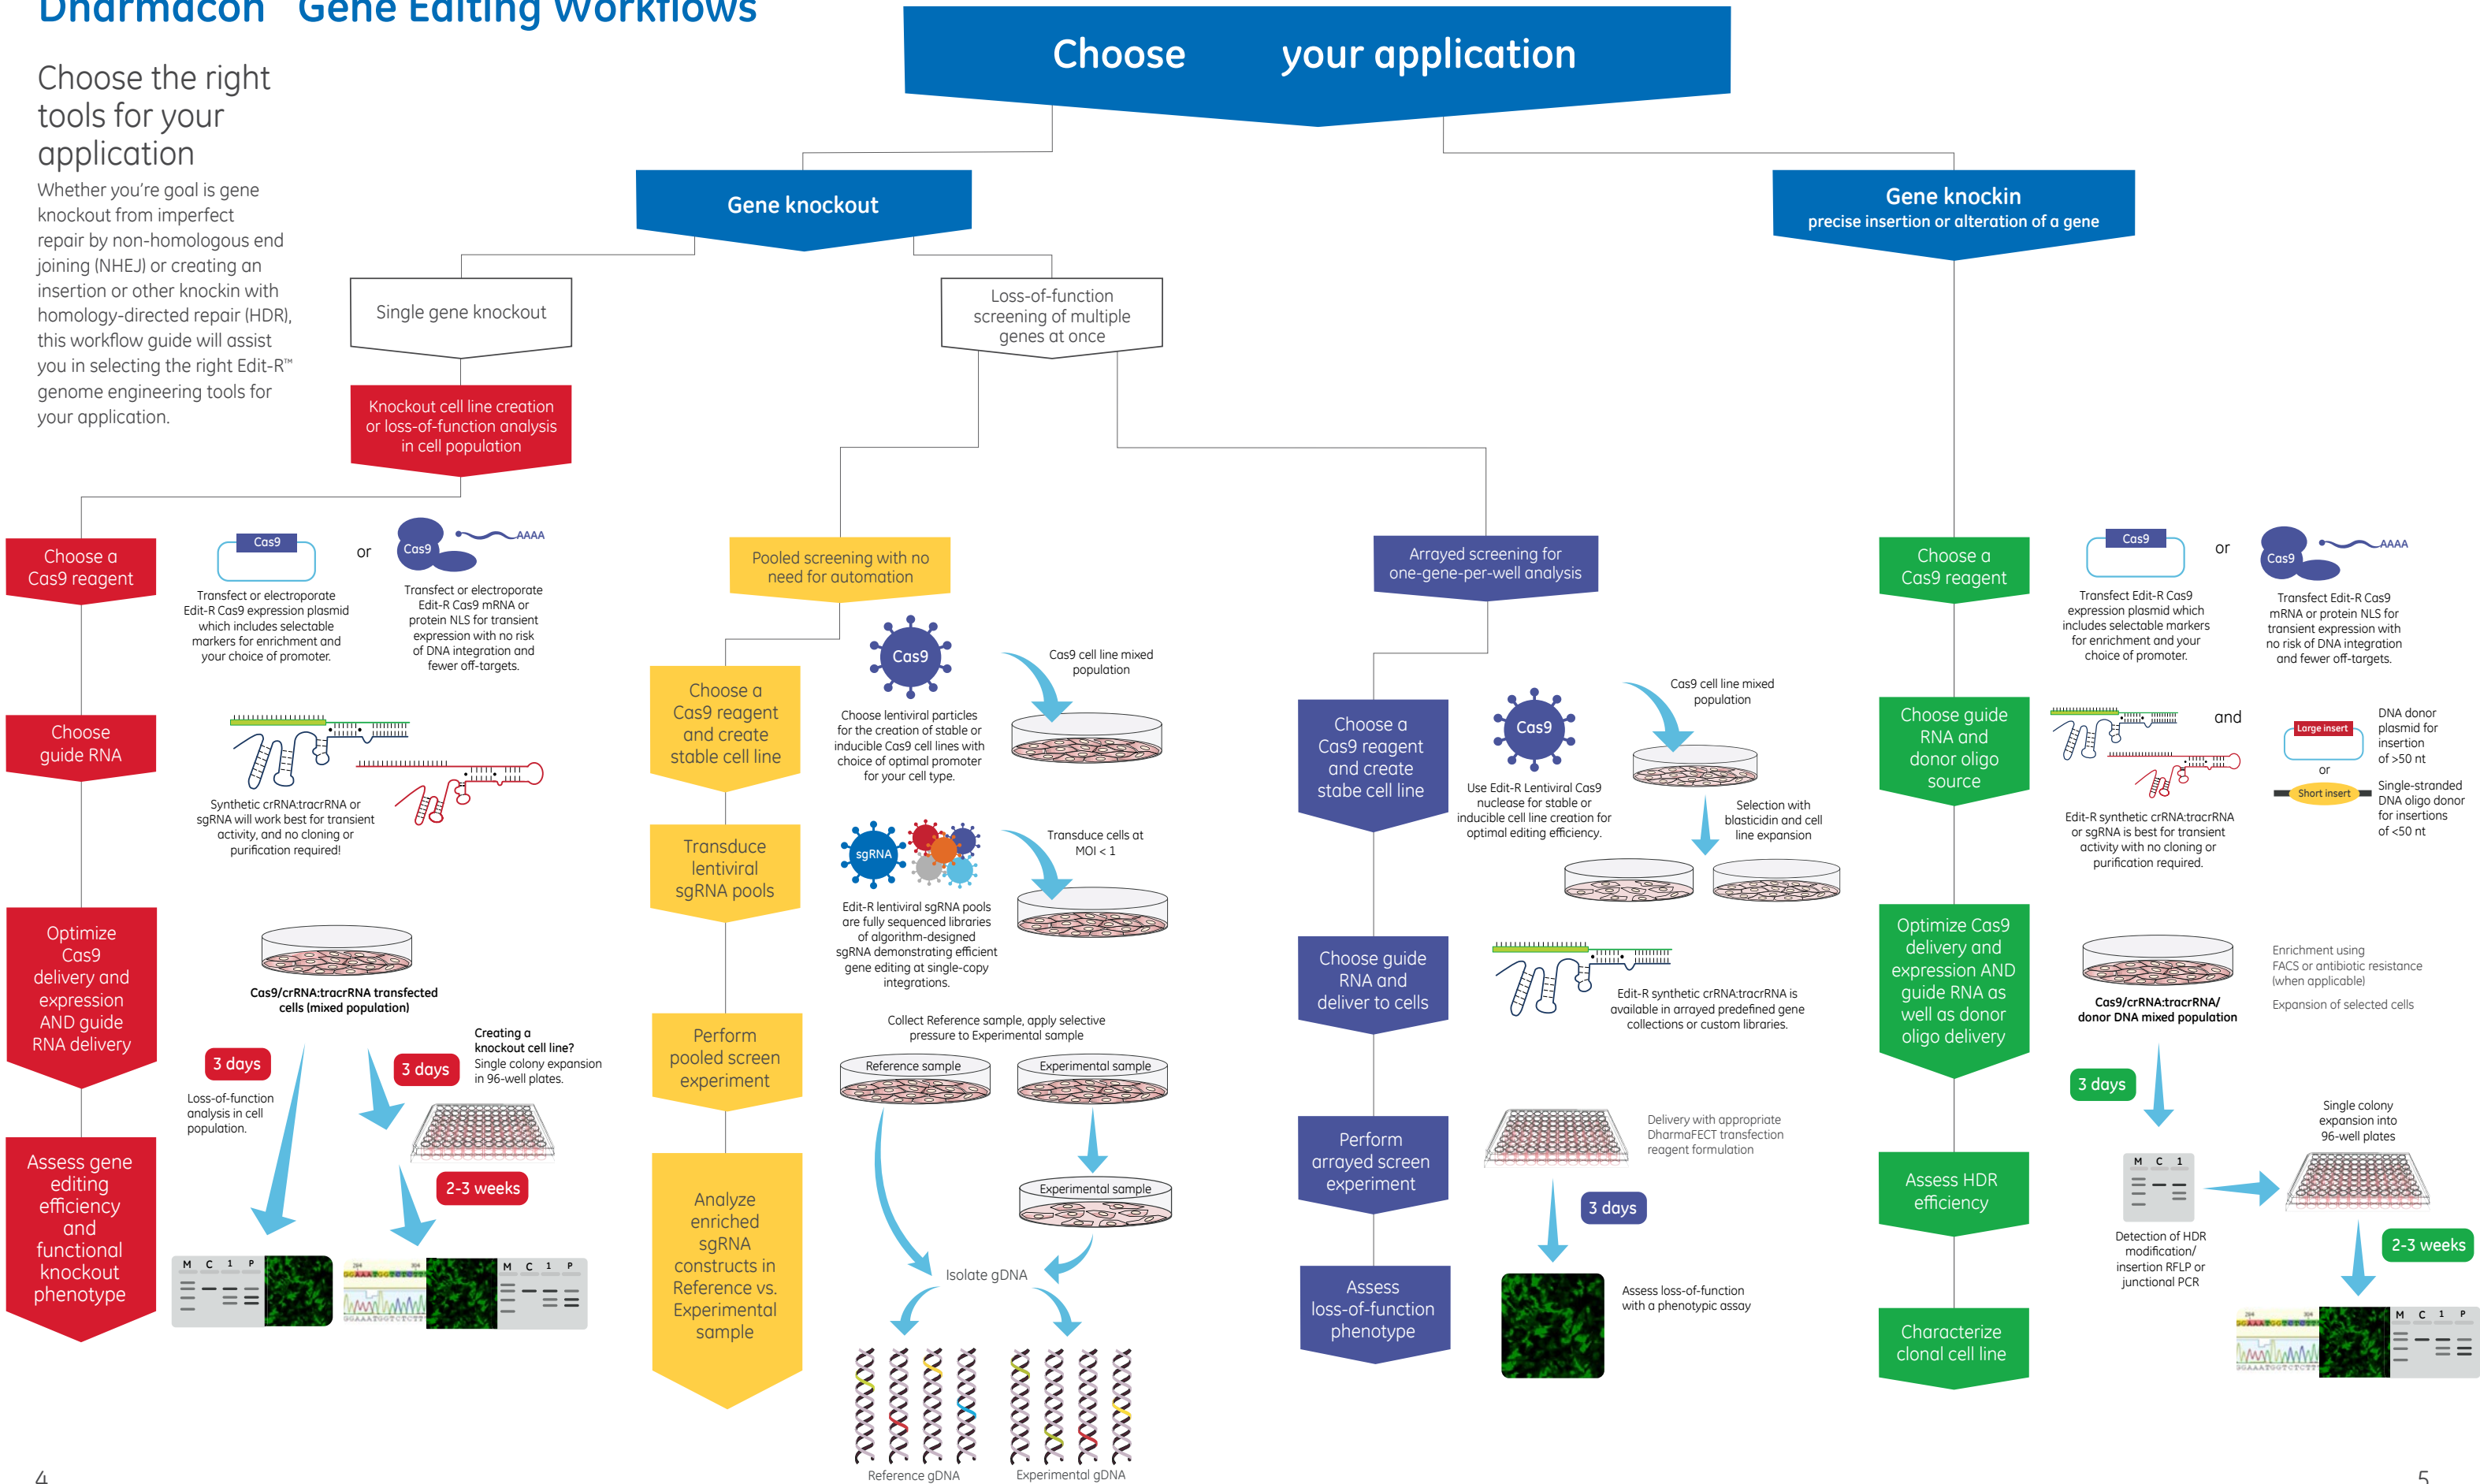 Dharmacon Gene Editing Workflows
Choose the right
tools for your
application
Whether you're goal is gene
knockout from imperfect
repair by non-homologous end
joining (NHEJ) or creating an
insertion or other knockin with
homology-directed repair (HDR),
this workflow guide will assist
you in selecting the right Edit-R™
genome engineering tools for
your application.
Choose your application
Gene knockout
Gene knockin
precise insertion or alteration of a gene
Single gene knockout
Loss-of-function
screening of multiple
genes at once
Knockout cell line creation
or loss-of-function analysis
in cell population
Choose a
Cas9 reagent
Cas9
or
Cas9
AAAA
Transfect or electroporate
Edit-R Cas9 expression plasmid
which includes selectable
markers for enrichment and
your choice of promoter.
Transfect or electroporate
Edit-R Cas9 mRNA or
protein NLS for transient
expression with no risk
of DNA integration and
fewer off-targets.
Choose
guide RNA
Synthetic crRNA:tracrRNA or
sgRNA will work best for transient
activity, and no cloning or
purification required!
Optimize
Cas9
delivery and
expression
AND guide
RNA delivery
Cas9/crRNA:tracrRNA transfected
cells (mixed population)
3 days
Loss-of-function
analysis in cell
population.
3 days
Creating a
knockout cell line?
Single colony expansion
in 96-well plates.
2-3 weeks
Assess gene
editing
efficiency
and
functional
knockout
phenotype
M C 1 P
284 304
GGAAATGGTCTCTT
GGAAATGGTCTCTT
M C 1 P
Pooled screening with no
need for automation
Choose a
Cas9 reagent
and create
stable cell line
Cas9
Cas9 cell line mixed
population
Choose lentiviral particles
for the creation of stable or
inducible Cas9 cell lines with
choice of optimal promoter
for your cell type.
Transduce
lentiviral
sgRNA pools
sgRNA
Transduce cells at
MOI < 1
Edit-R lentiviral sgRNA pools
are fully sequenced libraries
of algorithm-designed
sgRNA demonstrating efficient
gene editing at single-copy
integrations.
Perform
pooled screen
experiment
Collect Reference sample, apply selective
pressure to Experimental sample
Reference sample
Experimental sample
Experimental sample
Analyze
enriched
sgRNA
constructs in
Reference vs.
Experimental
sample
Isolate gDNA
Reference gDNA
Experimental gDNA
Arrayed screening for
one-gene-per-well analysis
Choose a
Cas9 reagent
and create
stabe cell line
Cas9
Cas9 cell line mixed
population
Use Edit-R Lentiviral Cas9
nuclease for stable or
inducible cell line creation for
optimal editing efficiency.
Selection with
blasticidin and cell
line expansion
Choose guide
RNA and
deliver to cells
Edit-R synthetic crRNA:tracrRNA is
available in arrayed predefined gene
collections or custom libraries.
Perform
arrayed screen
experiment
Delivery with appropriate
DharmaFECT transfection
reagent formulation
3 days
Assess
loss-of-function
phenotype
Assess loss-of-function
with a phenotypic assay
Choose a
Cas9 reagent
Cas9
or
Cas9
AAAA
Transfect Edit-R Cas9
expression plasmid which
includes selectable markers
for enrichment and your
choice of promoter.
Transfect Edit-R Cas9
mRNA or protein NLS for
transient expression with
no risk of DNA integration
and fewer off-targets.
Choose guide
RNA and
donor oligo
source
and
Large insert
DNA donor
plasmid for
insertion
of >50 nt
or
Short insert
Single-stranded
DNA oligo donor
for insertions
of <50 nt
Edit-R synthetic crRNA:tracrRNA
or sgRNA is best for transient
activity with no cloning or
purification required.
Optimize Cas9
delivery and
expression AND
guide RNA as
well as donor
oligo delivery
Cas9/crRNA:tracrRNA/
donor DNA mixed population
Enrichment using
FACS or antibiotic resistance
(when applicable)
Expansion of selected cells
3 days
Assess HDR
efficiency
M C 1
Detection of HDR
modification/
insertion RFLP or
junctional PCR
Single colony
expansion into
96-well plates
2-3 weeks
Characterize
clonal cell line
284 304
GGAAATGGTCTCTT
GGAAATGGTCTCTT
M C 1 P
4
5